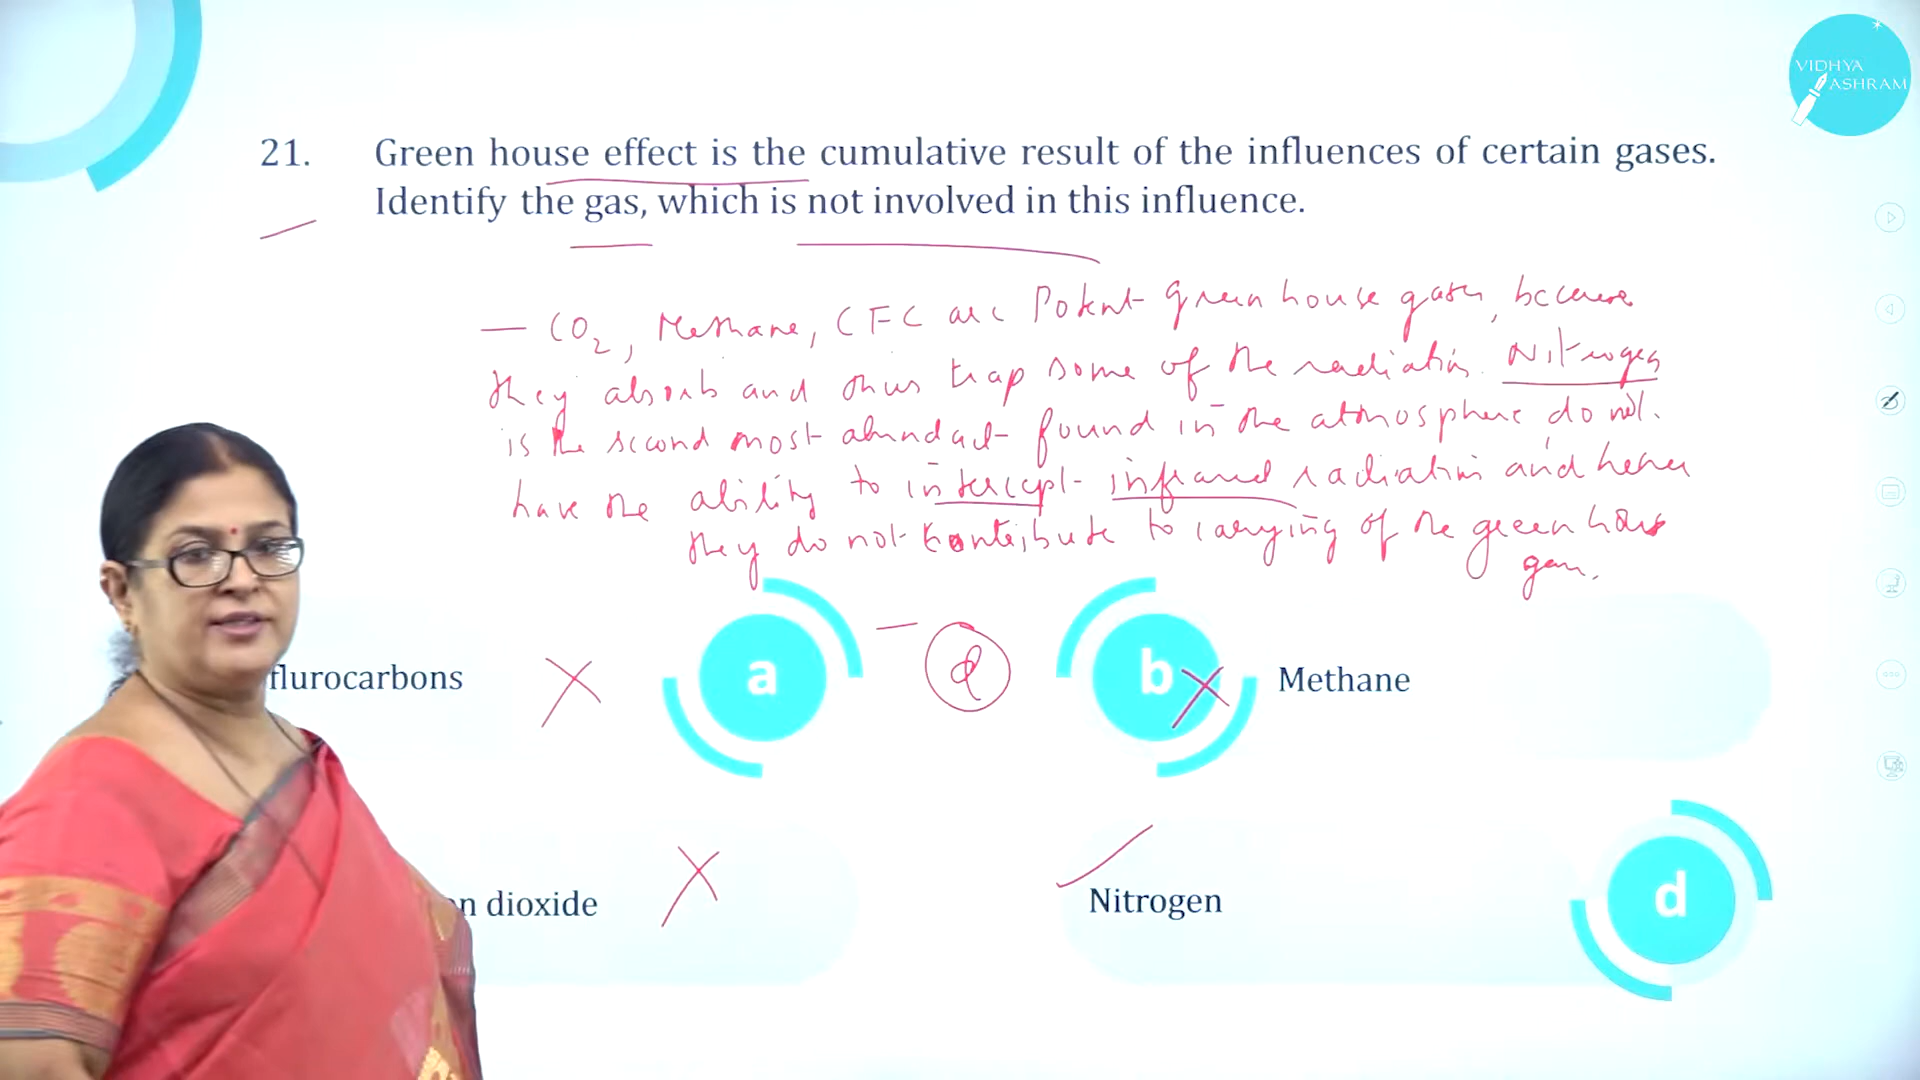 VIDHYA
ASHRAM
21. Green house effect is the cumulative result of the influences of certain gases.
Identify the gas, which is not involved in this influence.
— CO2, Methane, CFC are Potent green house gases, because
they absorb and thus trap some of the radiation. Nitrogen
is the second most abundant found in the atmosphere do not.
have the ability to intercept infrared radiation and hence
they do not contribute to carrying of the green house
gas.
— d
flurocarbons
a
b
Methane
n dioxide
Nitrogen
d